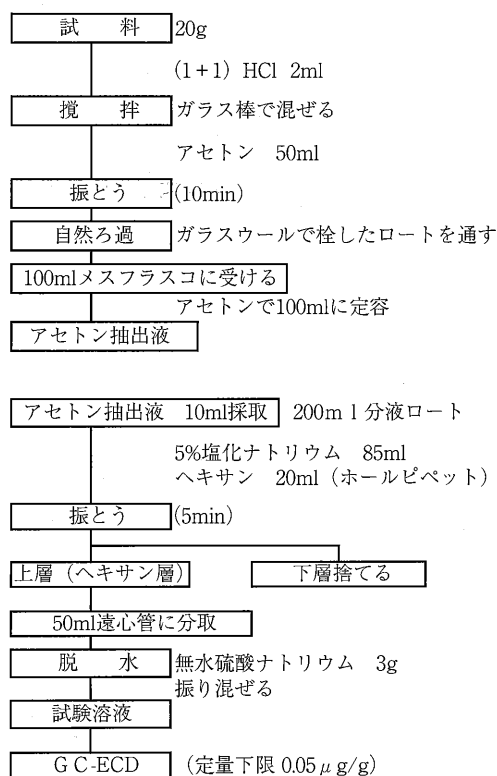 試　料 20g
(1+1) HCl 2ml
攪　拌 ガラス棒で混ぜる
アセトン 50ml
振とう (10min)
自然ろ過 ガラスウールで栓したロートを通す
100mlメスフラスコに受ける
アセトンで100mlに定容
アセトン抽出液
アセトン抽出液 10ml採取 200ml分液ロート
5%塩化ナトリウム 85ml
ヘキサン 20ml（ホールピペット）
振とう (5min)
上層（ヘキサン層） 下層捨てる
50ml遠心管に分取
脱　水 無水硫酸ナトリウム 3g
振り混ぜる
試験溶液
GC-ECD (定量下限 0.05μg/g)